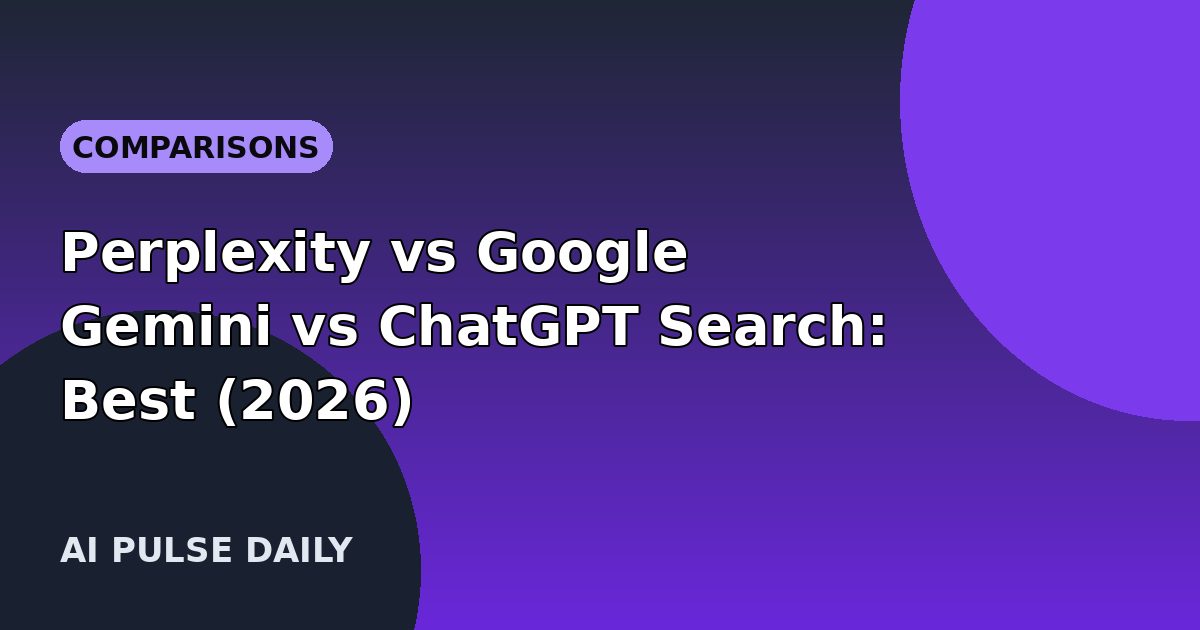 COMPARISONS
Perplexity vs Google
Gemini vs ChatGPT Search:
Best (2026)
AI PULSE DAILY